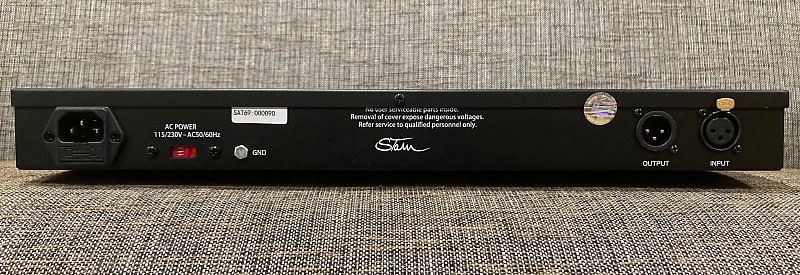 SAT69:000090
AC POWER
115/230V~AC50/60Hz
GND
No user serviceable parts inside.
Removal of cover expose dangerous voltages.
Refer service to qualified personnel only.
Stam
OUTPUT
INPUT